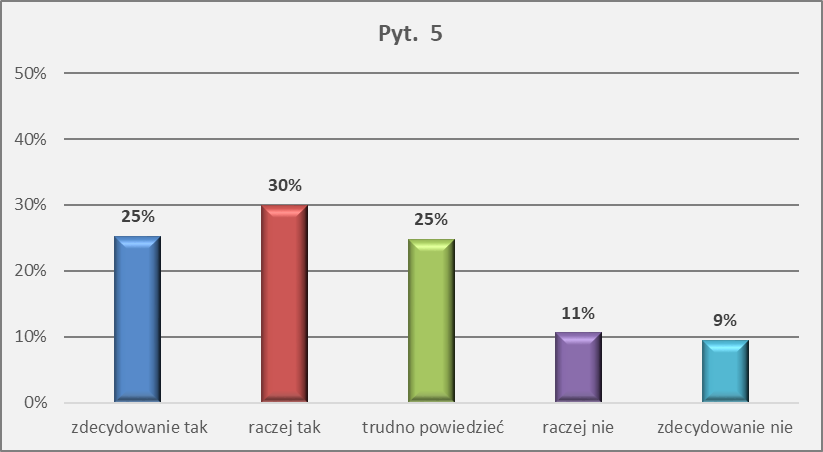 Pyt. 5
50%
40%
30%
20%
10%
0%
25%
30%
25%
11%
9%
zdecydowanie tak
raczej tak
trudno powiedzieć
raczej nie
zdecydowanie nie